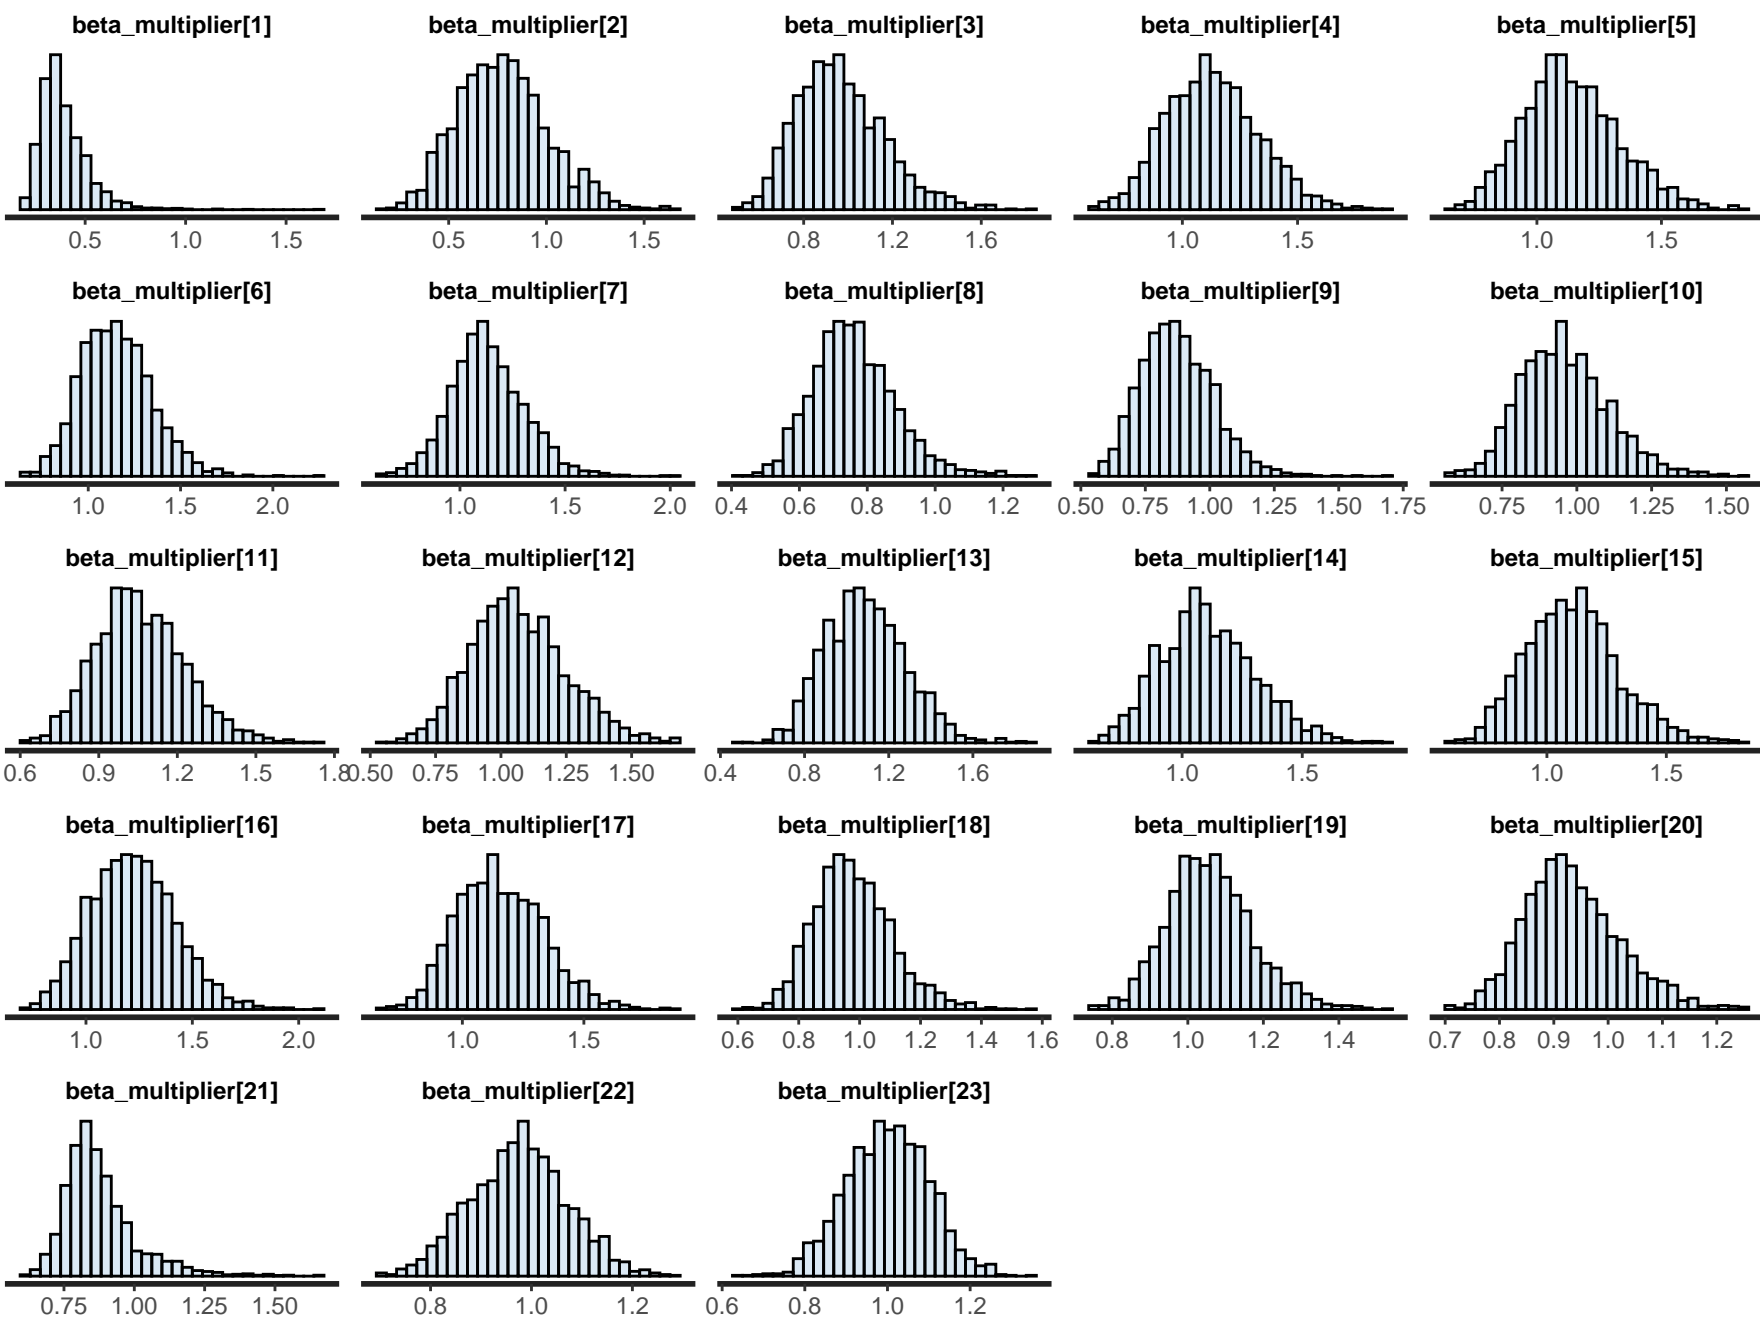 beta_multiplier[1] beta_multiplier[2] beta_multiplier[3] beta_multiplier[4] beta_multiplier[5]
0.5 1.0 1.5 0.5 1.0 1.5 0.8 1.2 1.6 1.0 1.5 1.0 1.5
beta_multiplier[6] beta_multiplier[7] beta_multiplier[8] beta_multiplier[9] beta_multiplier[10]
1.0 1.5 2.0 1.0 1.5 2.0 0.4 0.6 0.8 1.0 1.2 0.50 0.75 1.00 1.25 1.50 1.75 0.75 1.00 1.25 1.50
beta_multiplier[11] beta_multiplier[12] beta_multiplier[13] beta_multiplier[14] beta_multiplier[15]
0.6 0.9 1.2 1.5 1.8 0.50 0.75 1.00 1.25 1.50 0.4 0.8 1.2 1.6 1.0 1.5 1.0 1.5
beta_multiplier[16] beta_multiplier[17] beta_multiplier[18] beta_multiplier[19] beta_multiplier[20]
1.0 1.5 2.0 1.0 1.5 0.6 0.8 1.0 1.2 1.4 1.6 0.8 1.0 1.2 1.4 0.7 0.8 0.9 1.0 1.1 1.2
beta_multiplier[21] beta_multiplier[22] beta_multiplier[23]
0.75 1.00 1.25 1.50 0.8 1.0 1.2 0.6 0.8 1.0 1.2